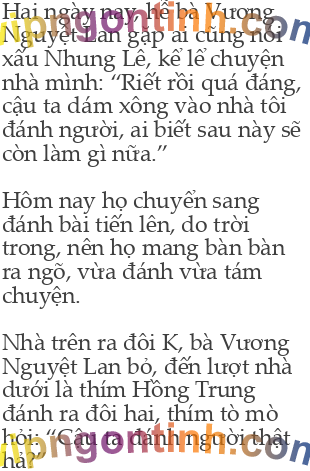 Hai ngày nay, hễ bà Vương
Nguyệt Lan gặp ai cũng nói
xấu Nhung Lê, kể lể chuyện
nhà mình: “Riết rồi quá đáng,
cậu ta dám xông vào nhà tôi
đánh người, ai biết sau này sẽ
còn làm gì nữa.”
Hôm nay họ chuyển sang
đánh bài tiến lên, do trời
trong, nên họ mang bàn bàn
ra ngõ, vừa đánh vừa tám
chuyện.
Nhà trên ra đôi K, bà Vương
Nguyệt Lan bỏ, đến lượt nhà
dưới là thím Hồng Trung
đánh ra đôi hai, thím tò mò
hỏi: “Cậu ta đánh người thật
hả?”
vipngontinh.com
vipngontinh.com